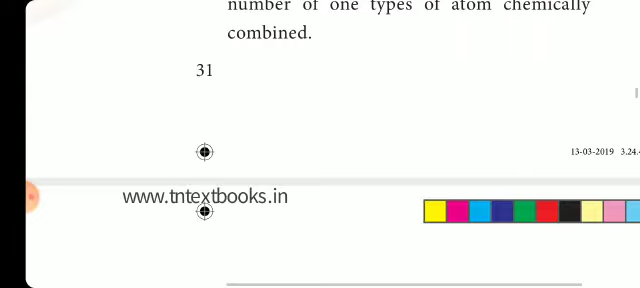 number of one types of atom chemically
combined.
31
13-03-2019 3.24.
www.tntextbooks.in